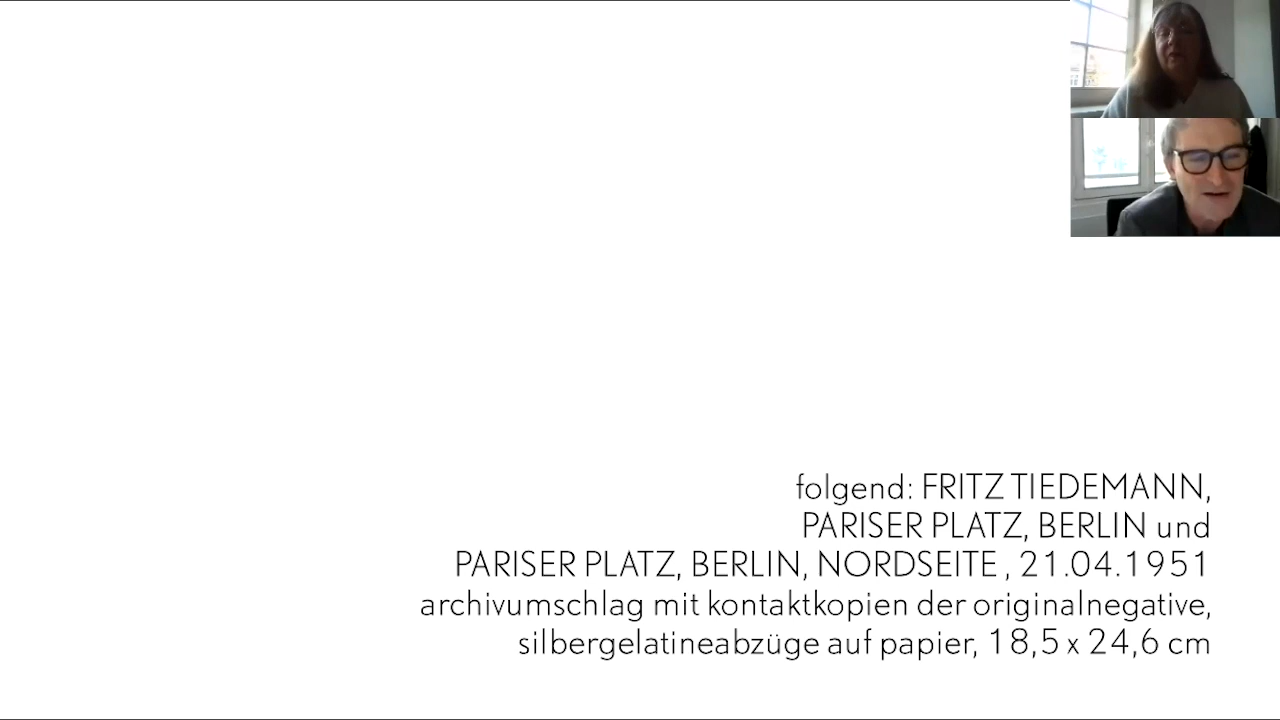 folgend: FRITZ TIEDEMANN,
PARISER PLATZ, BERLIN und
PARISER PLATZ, BERLIN, NORDSEITE , 21.04.1951
archivumschlag mit kontaktkopien der originalnegative,
silbergelatineabzüge auf papier, 18,5 x 24,6 cm